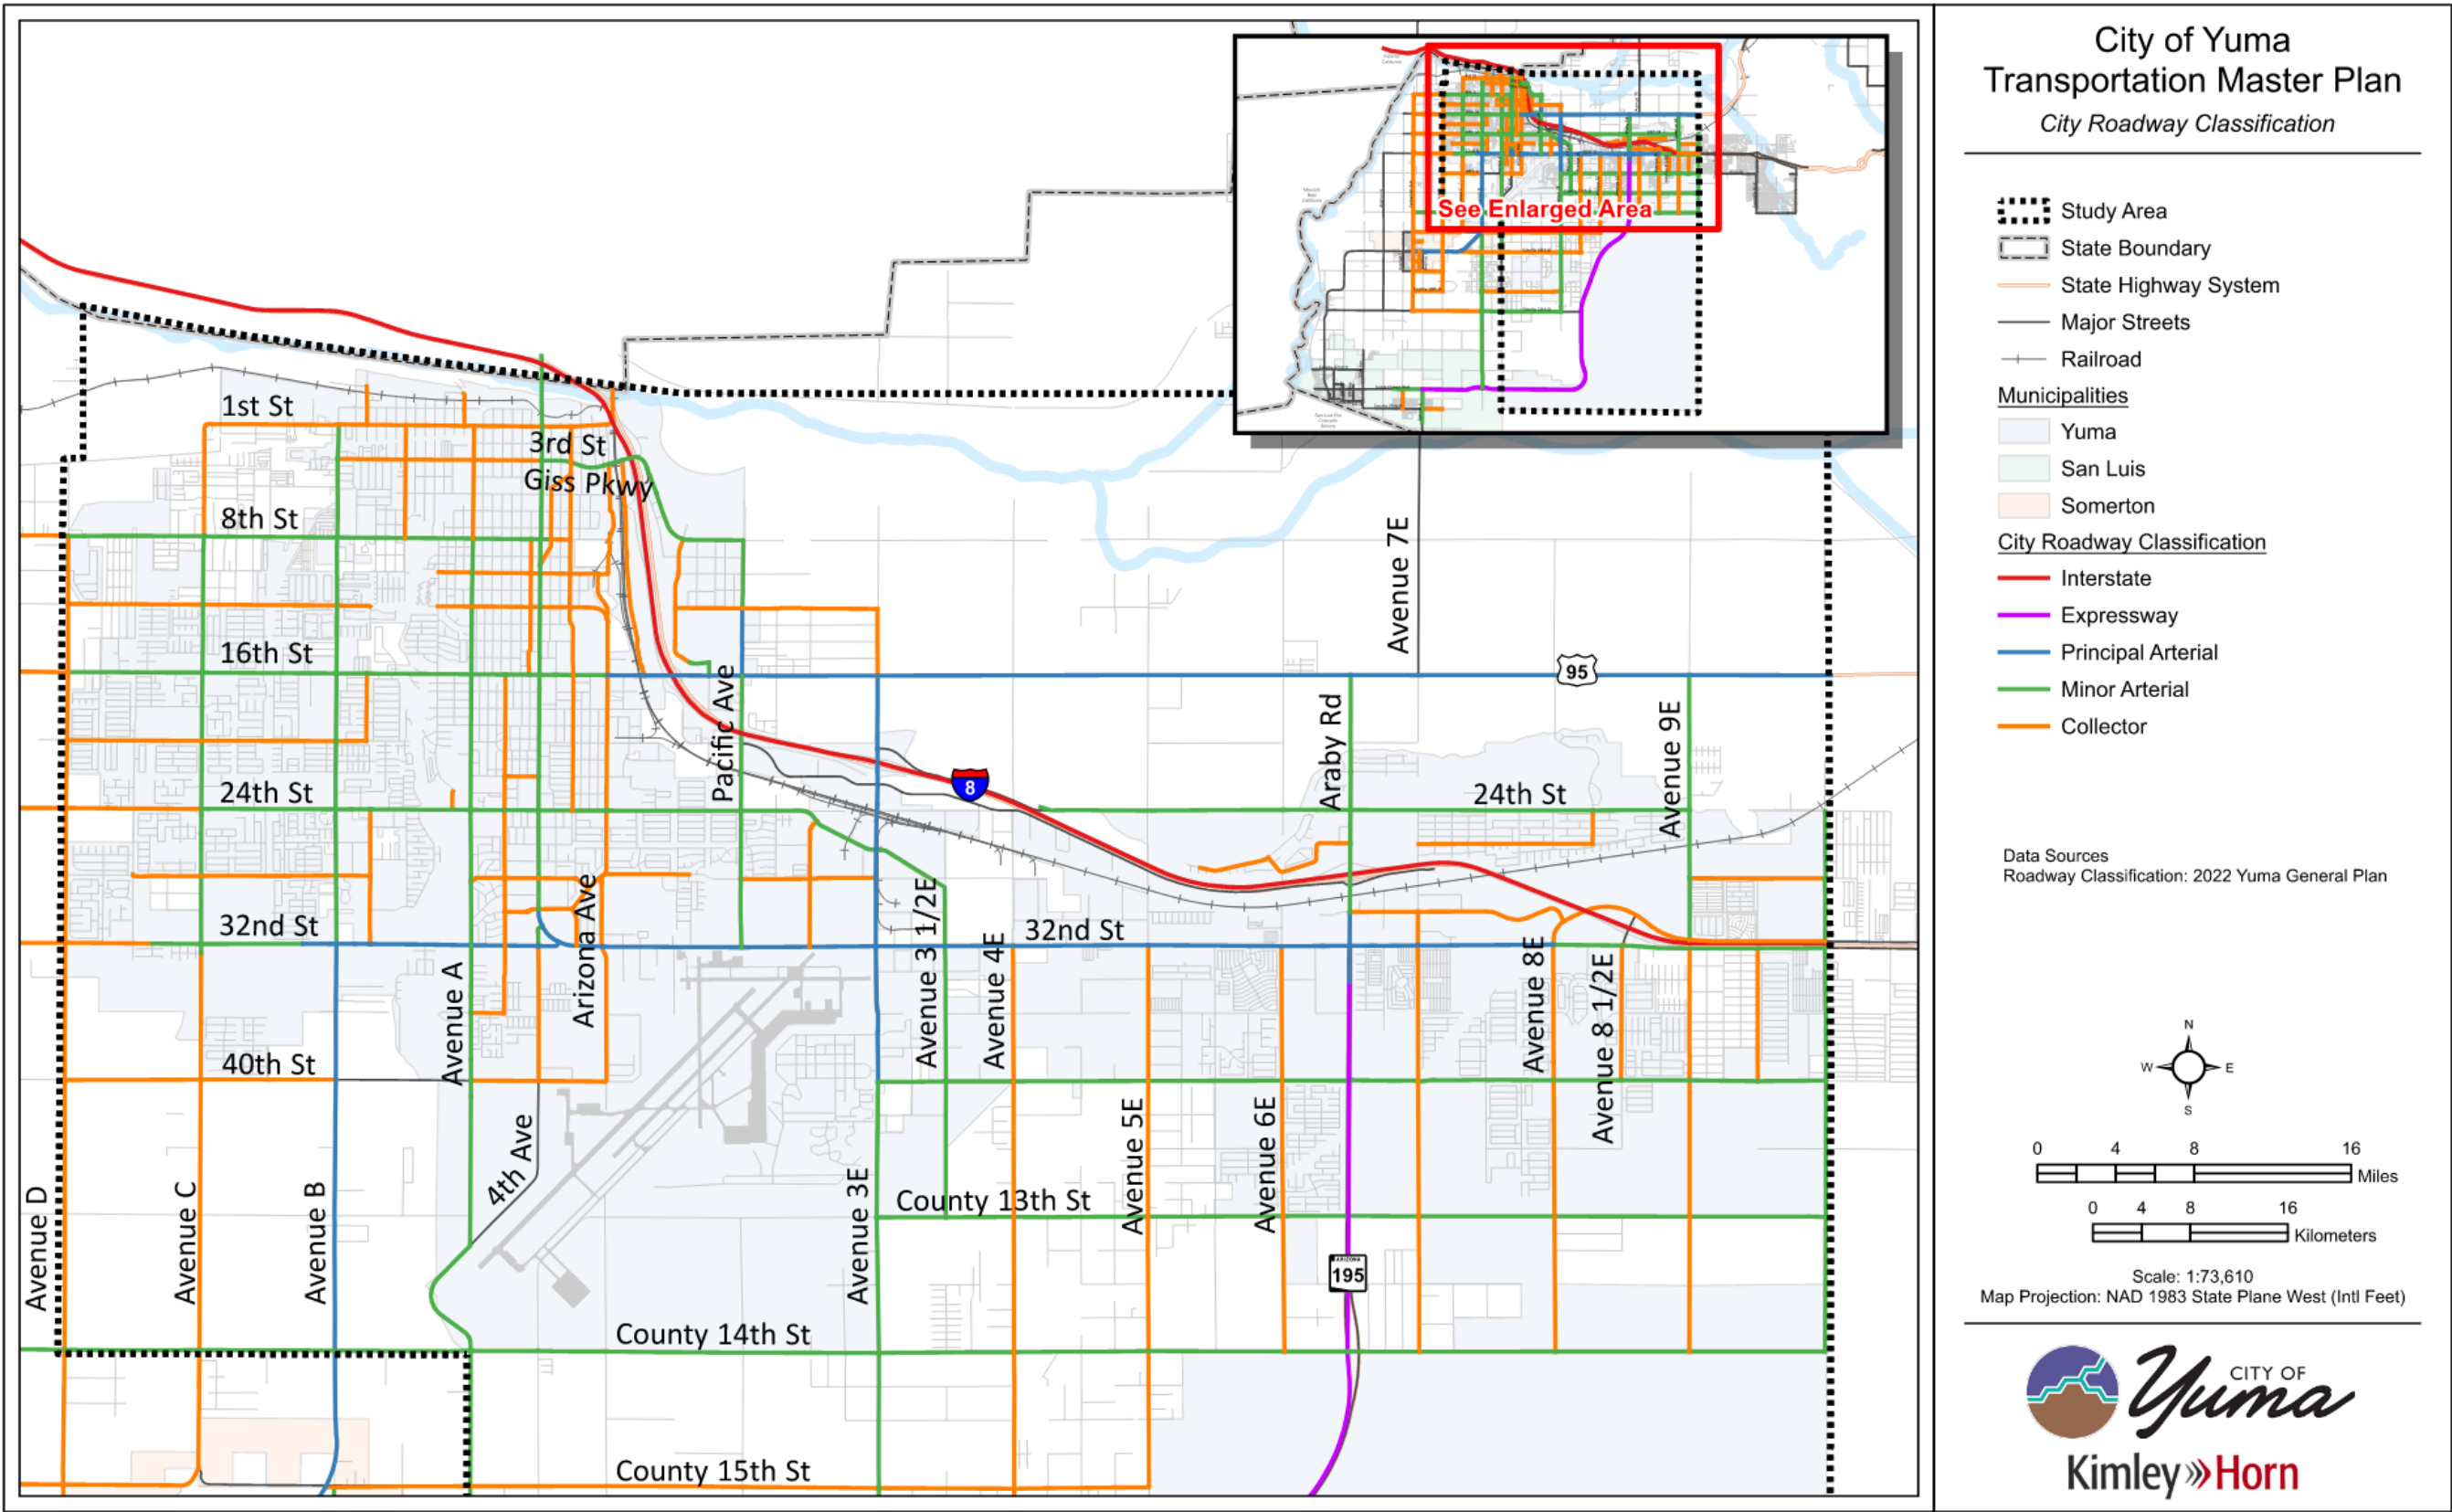 City of Yuma
Transportation Master Plan
City Roadway Classification
Study Area
State Boundary
State Highway System
Major Streets
Railroad
Municipalities
Yuma
San Luis
Somerton
City Roadway Classification
Interstate
Expressway
Principal Arterial
Minor Arterial
Collector
Data Sources
Roadway Classification: 2022 Yuma General Plan
N
W E
S
0 4 8 16
Miles
0 4 8 16
Kilometers
Scale: 1:73,610
Map Projection: NAD 1983 State Plane West (Intl Feet)
CITY OF
Yuma
Kimley Horn
See Enlarged Area
1st St
3rd St
Giss Pkwy
8th St
Avenue 7E
16th St
95
Pacific Ave
Araby Rd
Avenue 9E
8
24th St
24th St
32nd St
Arizona Ave
Avenue 3 1/2E
32nd St
Avenue 4E
Avenue 8E
Avenue 8 1/2E
Avenue A
40th St
4th Ave
Avenue 5E
Avenue 6E
Avenue D
Avenue C
Avenue B
Avenue 3E
County 13th St
ARIZONA
195
County 14th St
County 15th St